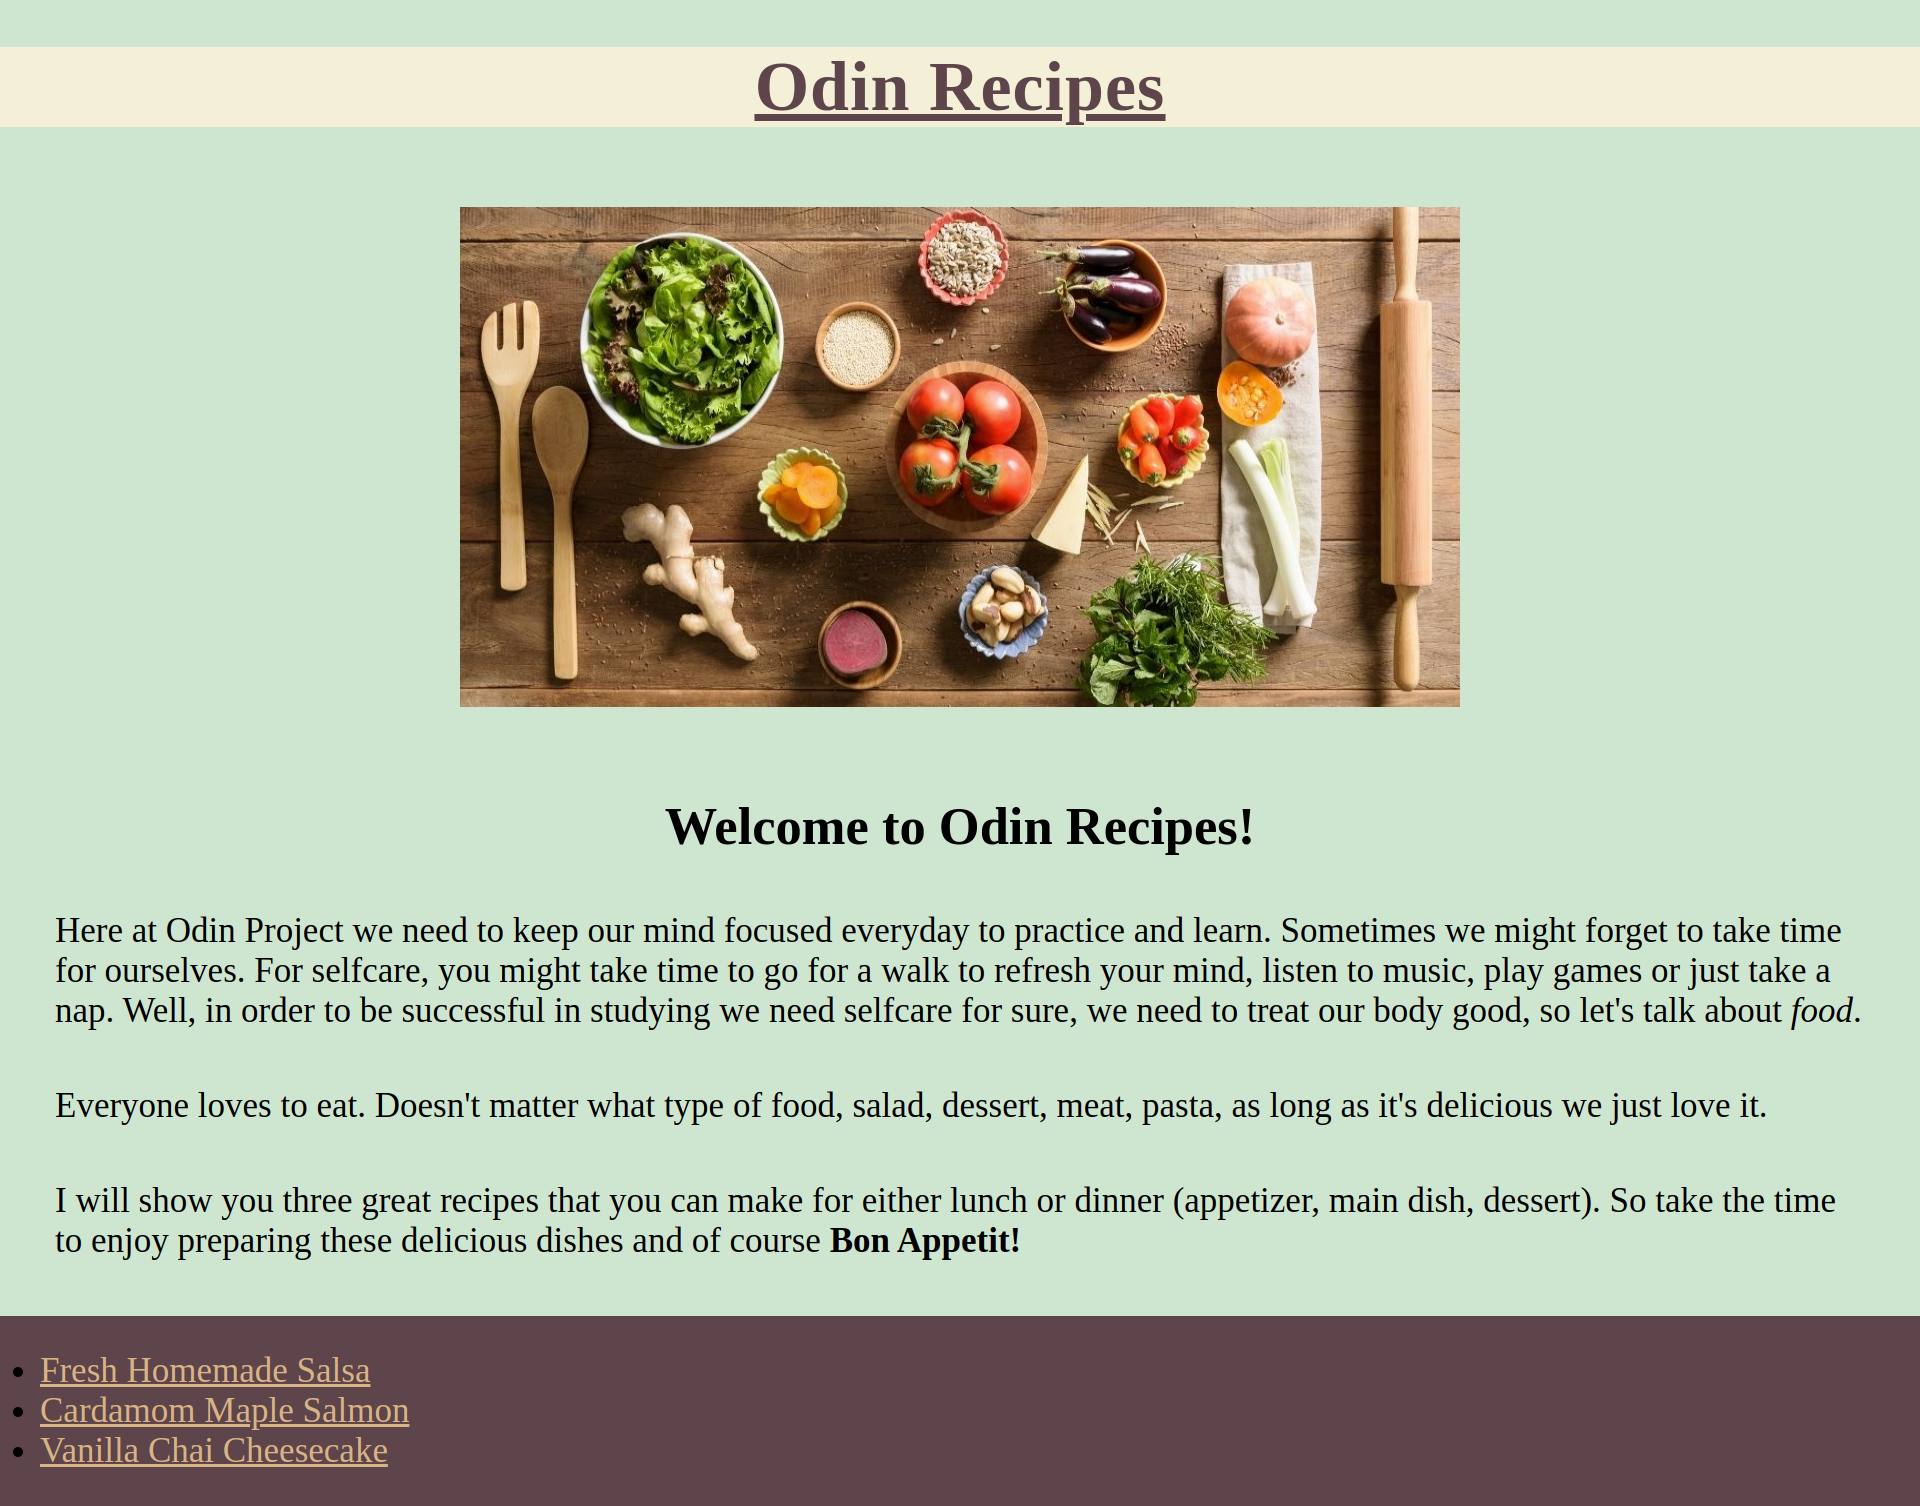 Odin Recipes
Welcome to Odin Recipes!
Here at Odin Project we need to keep our mind focused everyday to practice and learn. Sometimes we might forget to take time
for ourselves. For selfcare, you might take time to go for a walk to refresh your mind, listen to music, play games or just take a
nap. Well, in order to be successful in studying we need selfcare for sure, we need to treat our body good, so let's talk about food.
Everyone loves to eat. Doesn't matter what type of food, salad, dessert, meat, pasta, as long as it's delicious we just love it.
I will show you three great recipes that you can make for either lunch or dinner (appetizer, main dish, dessert). So take the time
to enjoy preparing these delicious dishes and of course Bon Appetit!
• Fresh Homemade Salsa
• Cardamom Maple Salmon
• Vanilla Chai Cheesecake